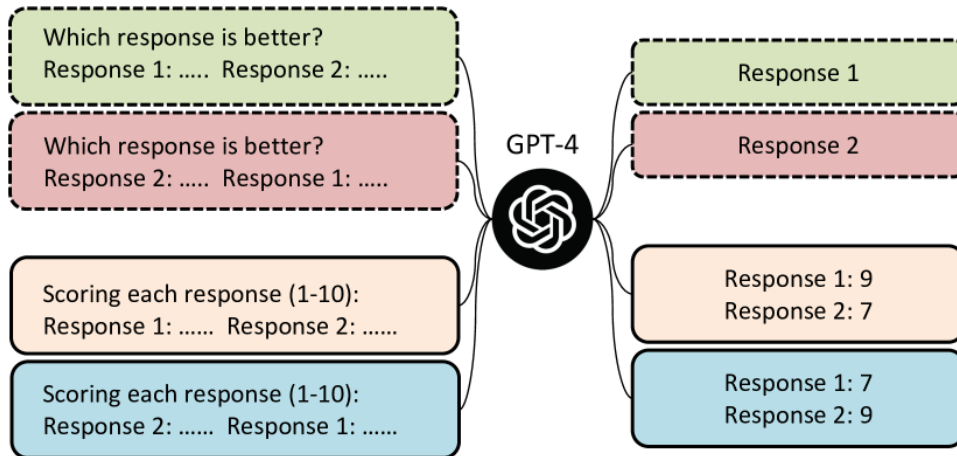 Which response is better?
Response 1: ..... Response 2: .....
Which response is better?
Response 2: ..... Response 1: .....
Scoring each response (1-10):
Response 1: ...... Response 2: ......
Scoring each response (1-10):
Response 2: ...... Response 1: ......
GPT-4
Response 1
Response 2
Response 1: 9
Response 2: 7
Response 1: 7
Response 2: 9